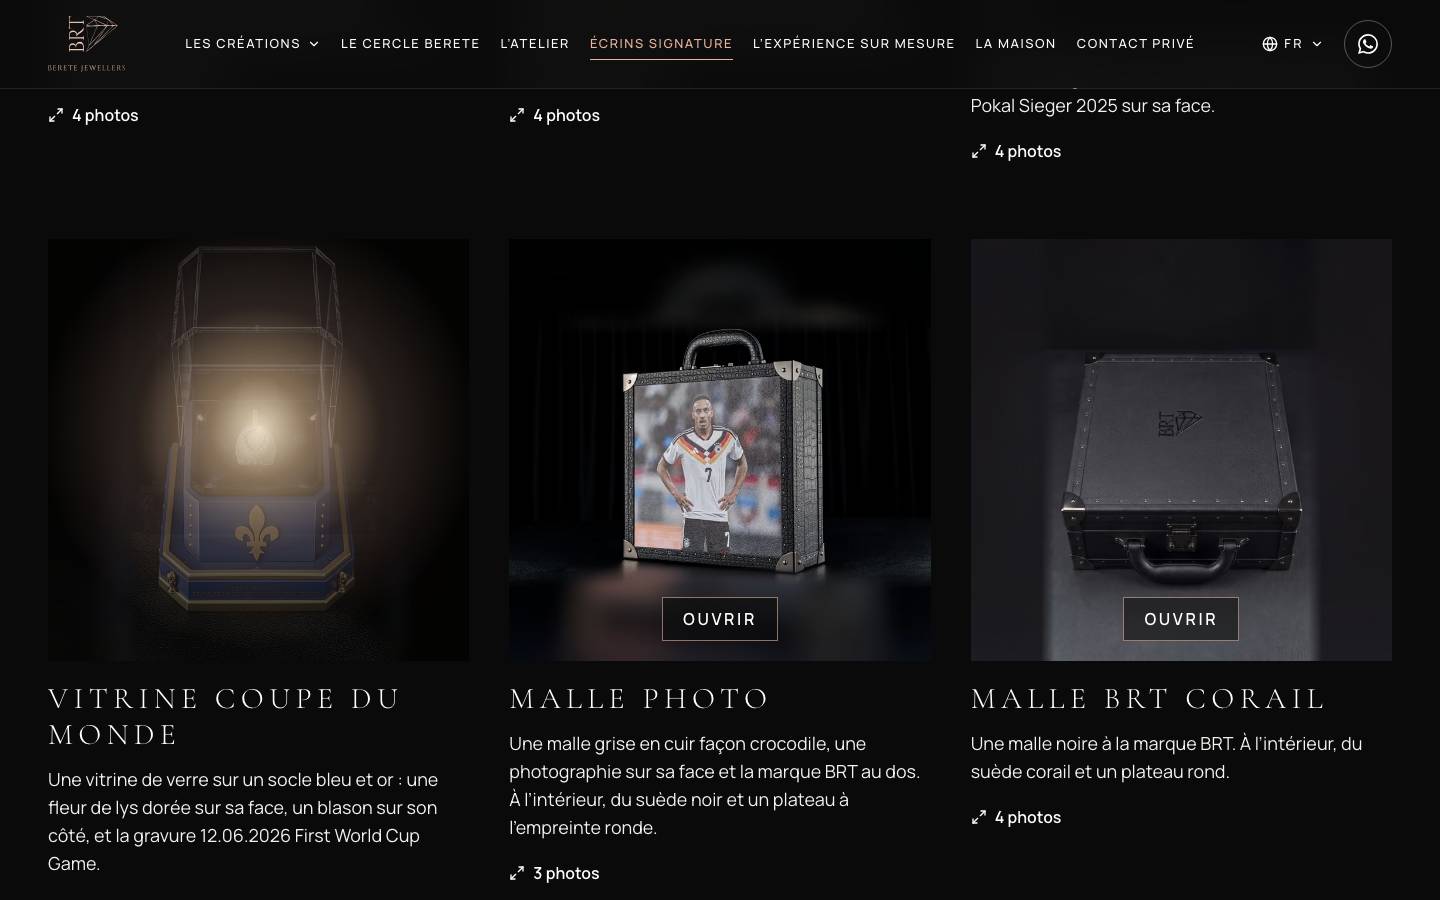 BRT
BERETE JEWELLERS
LES CRÉATIONS
LE CERCLE BERETE
L'ATELIER
ÉCRINS SIGNATURE
L'EXPÉRIENCE SUR MESURE
LA MAISON
CONTACT PRIVÉ
FR
4 photos
4 photos
Pokal Sieger 2025 sur sa face.
4 photos
7
7
BRT
OUVRIR
OUVRIR
VITRINE COUPE DU
MONDE
Une vitrine de verre sur un socle bleu et or : une
fleur de lys dorée sur sa face, un blason sur son
côté, et la gravure 12.06.2026 First World Cup
Game.
MALLE PHOTO
Une malle grise en cuir façon crocodile, une
photographie sur sa face et la marque BRT au dos.
À l'intérieur, du suède noir et un plateau à
l'empreinte ronde.
3 photos
MALLE BRT CORAIL
Une malle noire à la marque BRT. À l'intérieur, du
suède corail et un plateau rond.
4 photos